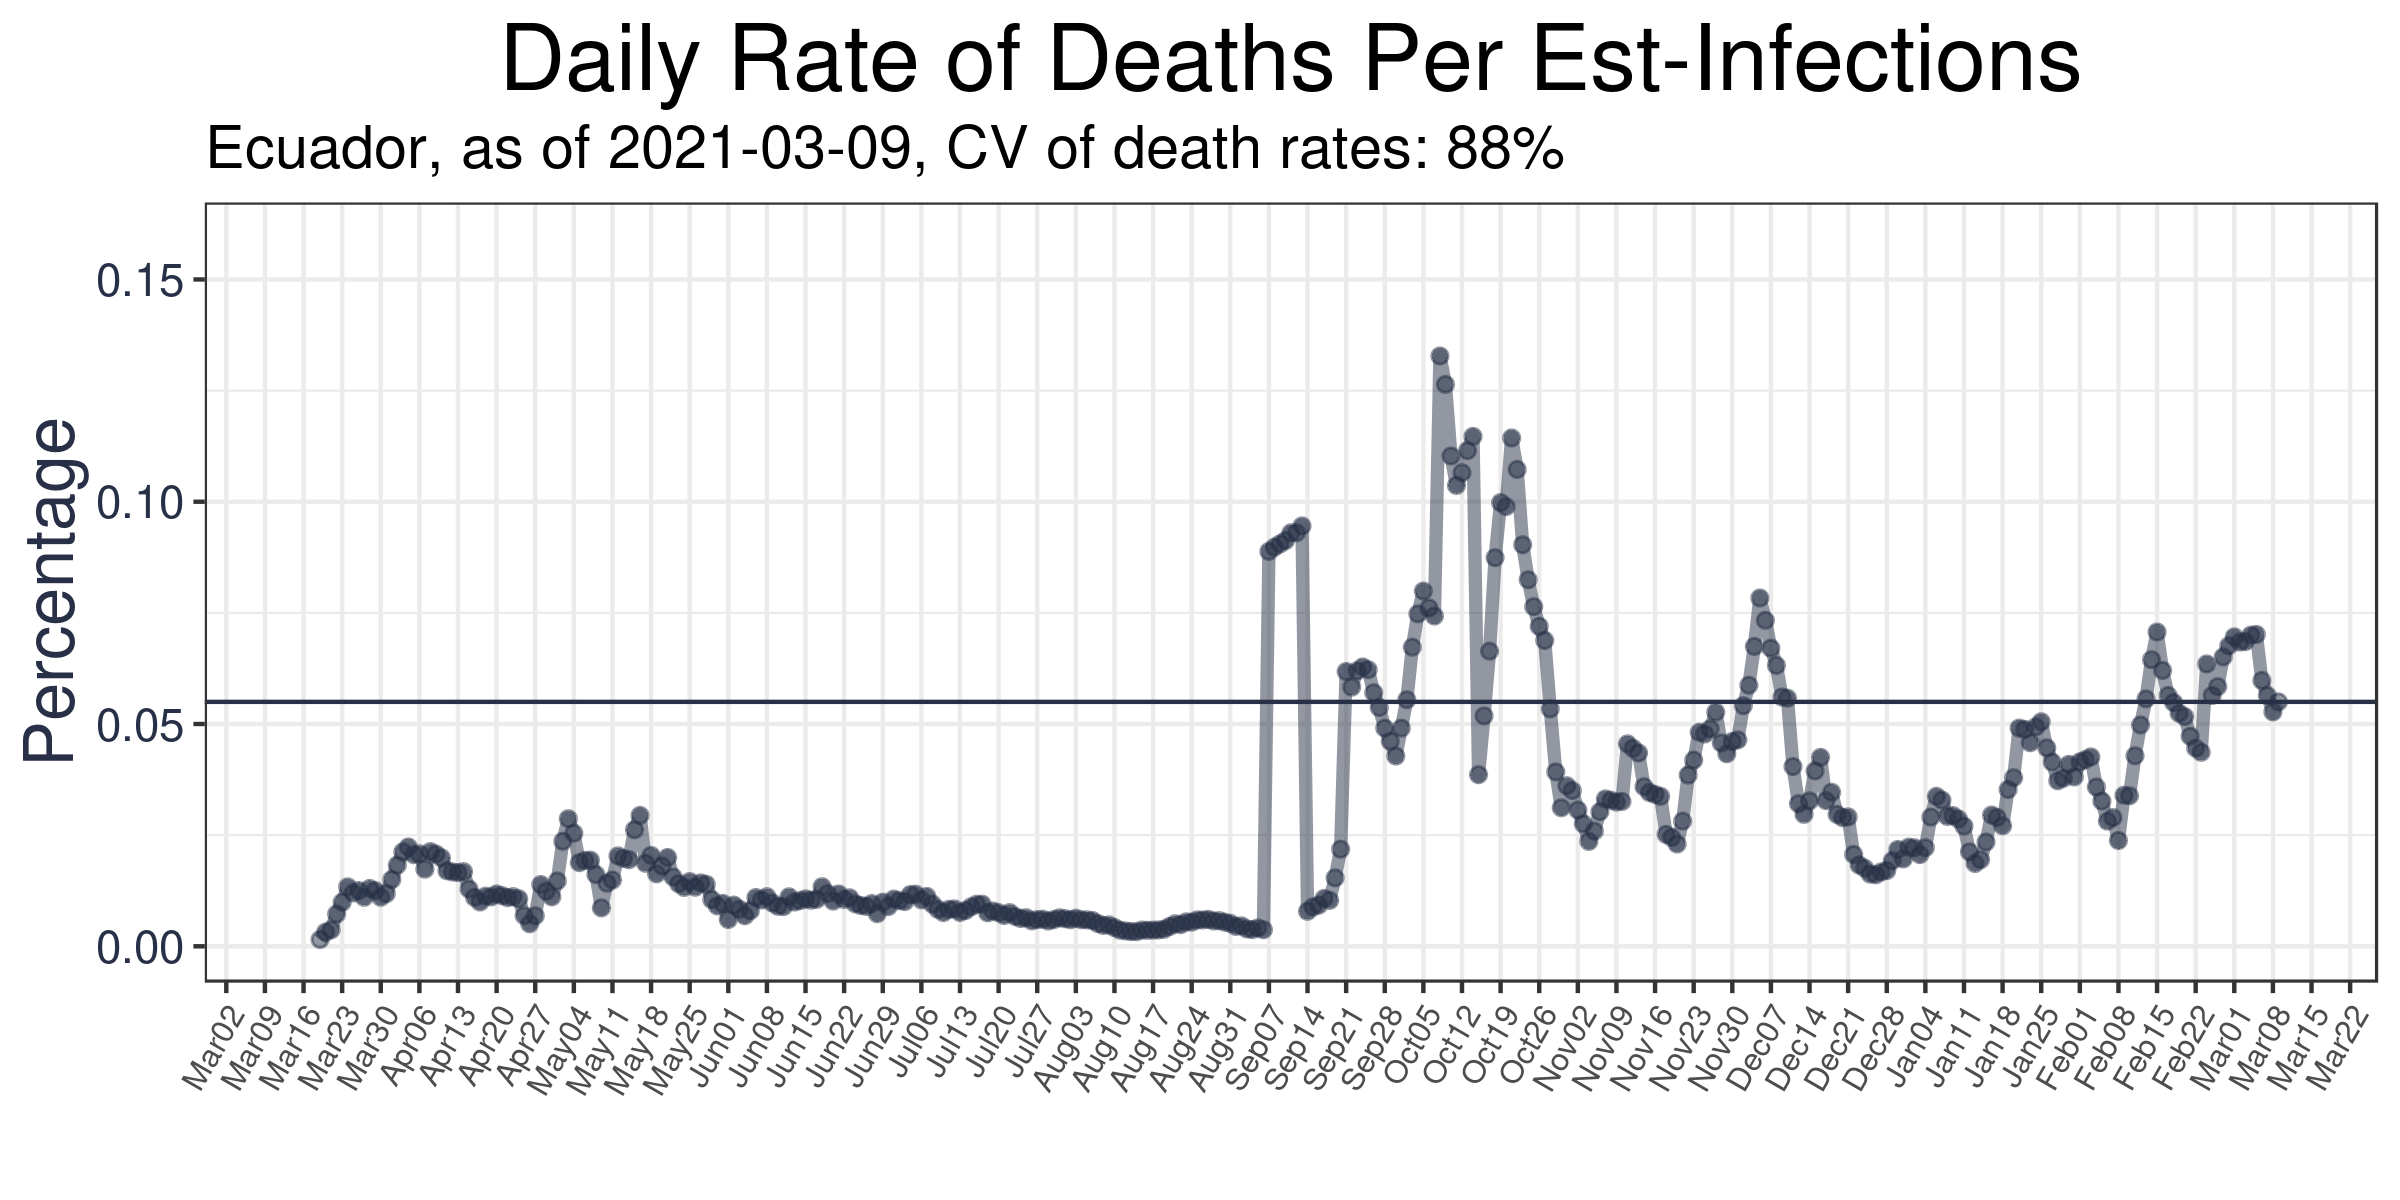 Daily Rate of Deaths Per Est-Infections
Ecuador, as of 2021-03-09, CV of death rates: 88%
Percentage
0.15
0.10
0.05
0.00
Mar02
Mar09
Mar16
Mar23
Mar30
Apr06
Apr13
Apr20
Apr27
May04
May11
May18
May25
Jun01
Jun08
Jun15
Jun22
Jun29
Jul06
Jul13
Jul20
Jul27
Aug03
Aug10
Aug17
Aug24
Aug31
Sep07
Sep14
Sep21
Sep28
Oct05
Oct12
Oct19
Oct26
Nov02
Nov09
Nov16
Nov23
Nov30
Dec07
Dec14
Dec21
Dec28
Jan04
Jan11
Jan18
Jan25
Feb01
Feb08
Feb15
Feb22
Mar01
Mar08
Mar15
Mar22